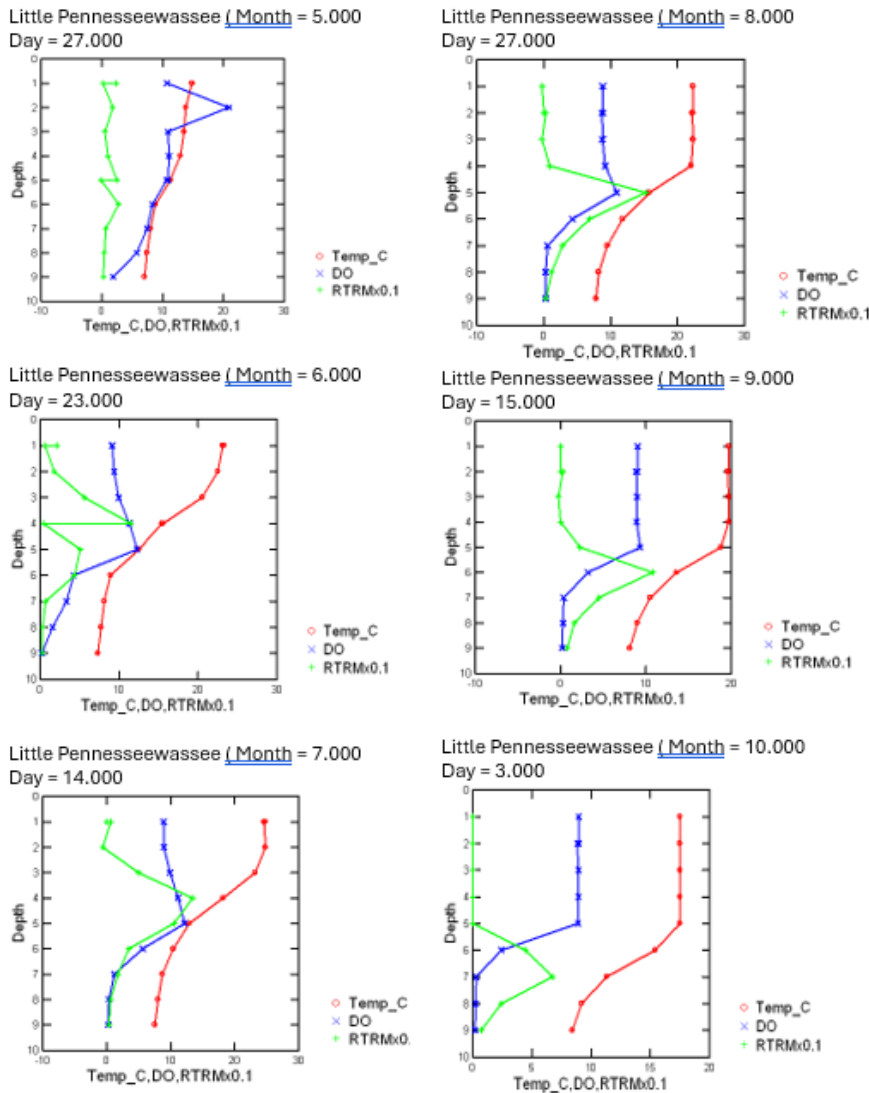 Little Pennesseewassee ( Month = 5.000
Day = 27.000
0
1
2
3
4
5
6
7
8
9
10
Depth
-10 0 10 20 30
Temp_C,DO,RTRMx0.1
Temp_C
DO
RTRMx0.1
Little Pennesseewassee ( Month = 8.000
Day = 27.000
0
1
2
3
4
5
6
7
8
9
10
Depth
-10 0 10 20 30
Temp_C,DO,RTRMx0.1
Temp_C
DO
RTRMx0.1
Little Pennesseewassee ( Month = 6.000
Day = 23.000
0
1
2
3
4
5
6
7
8
9
10
Depth
0 10 20 30
Temp_C,DO,RTRMx0.1
Temp_C
DO
RTRMx0.1
Little Pennesseewassee ( Month = 9.000
Day = 15.000
0
1
2
3
4
5
6
7
8
9
10
Depth
-10 0 10 20
Temp_C,DO,RTRMx0.1
Temp_C
DO
RTRMx0.1
Little Pennesseewassee ( Month = 7.000
Day = 14.000
0
1
2
3
4
5
6
7
8
9
10
Depth
-10 0 10 20 30
Temp_C,DO,RTRMx0.1
Temp_C
DO
RTRMx0.
Little Pennesseewassee ( Month = 10.000
Day = 3.000
0
1
2
3
4
5
6
7
8
9
10
Depth
0 5 10 15 20
Temp_C,DO,RTRMx0.1
Temp_C
DO
RTRMx0.1